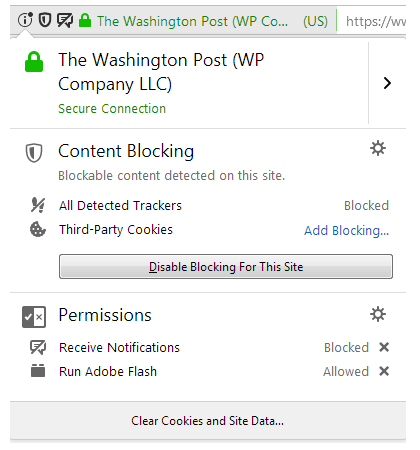 The Washington Post (WP Co... (US) https://www
The Washington Post (WP
Company LLC)
Secure Connection
Content Blocking
Blockable content detected on this site.
All Detected Trackers Blocked
Third-Party Cookies Add Blocking...
Disable Blocking For This Site
Permissions
Receive Notifications Blocked
Run Adobe Flash Allowed
Clear Cookies and Site Data...